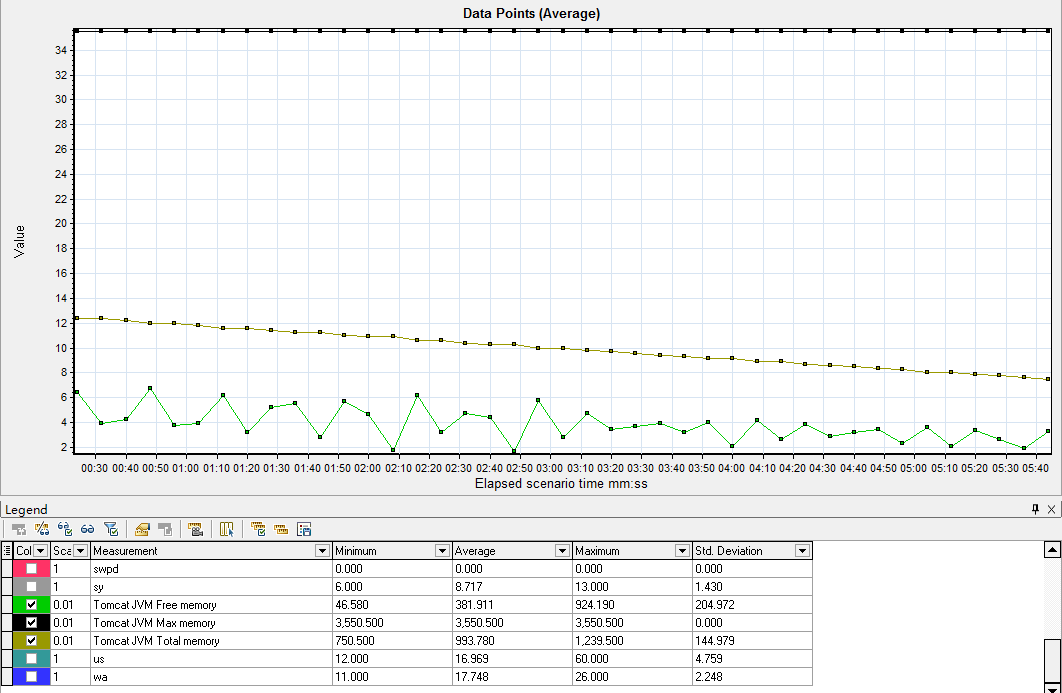 Data Points (Average)
34
32
30
28
26
24
22
20
18
16
14
12
10
8
6
4
2
Value
00:30 00:40 00:50 01:00 01:10 01:20 01:30 01:40 01:50 02:00 02:10 02:20 02:30 02:40 02:50 03:00 03:10 03:20 03:30 03:40 03:50 04:00 04:10 04:20 04:30 04:40 04:50 05:00 05:10 05:20 05:30 05:40
Elapsed scenario time mm:ss
Legend
Col Sca Measurement Minimum Average Maximum Std. Deviation
1 swpd 0.000 0.000 0.000 0.000
1 sy 6.000 8.717 13.000 1.430
0.01 Tomcat JVM Free memory 46.580 381.911 924.190 204.972
0.01 Tomcat JVM Max memory 3,550.500 3,550.500 3,550.500 0.000
0.01 Tomcat JVM Total memory 750.500 993.780 1,239.500 144.979
1 us 12.000 16.969 60.000 4.759
1 wa 11.000 17.748 26.000 2.248